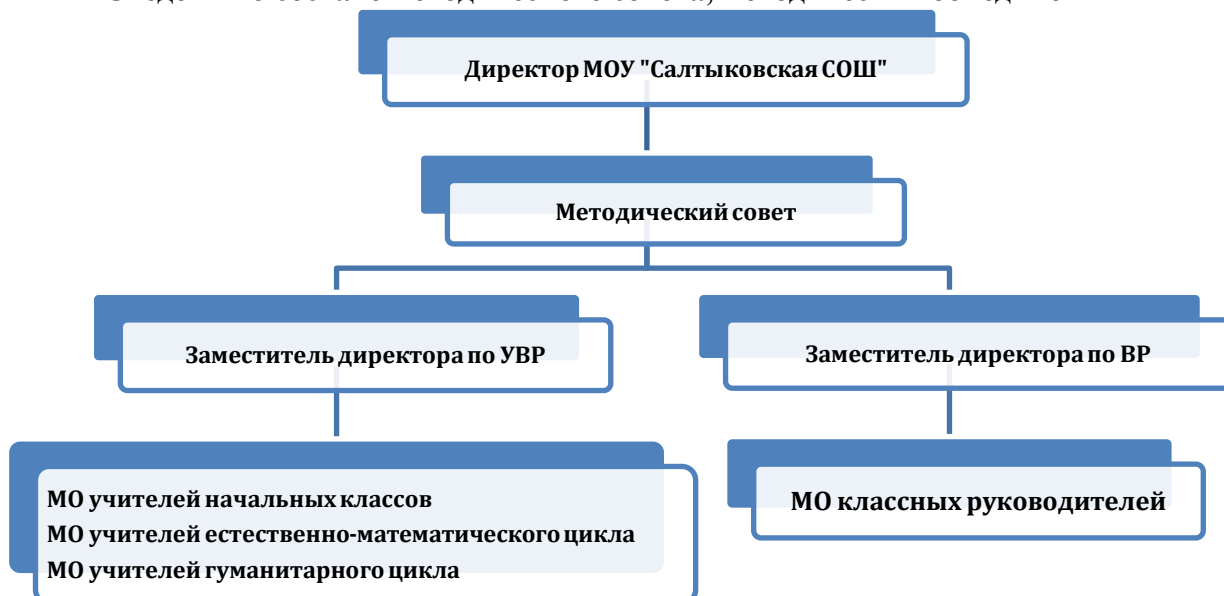 Директор МОУ "Салтыковская СОШ"
Методический совет
Заместитель директора по УВР
Заместитель директора по ВР
МО учителей начальных классов
МО учителей естественно-математического цикла
МО учителей гуманитарного цикла
МО классных руководителей